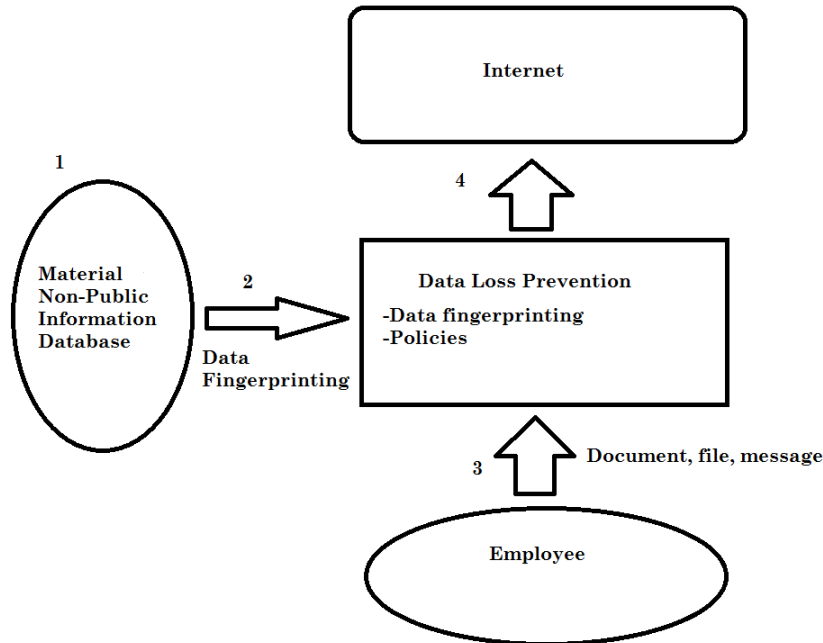 Internet
1
4
Material
Non-Public
Information
Database
2
Data
Fingerprinting
Data Loss Prevention
-Data fingerprinting
-Policies
3
Document, file, message
Employee